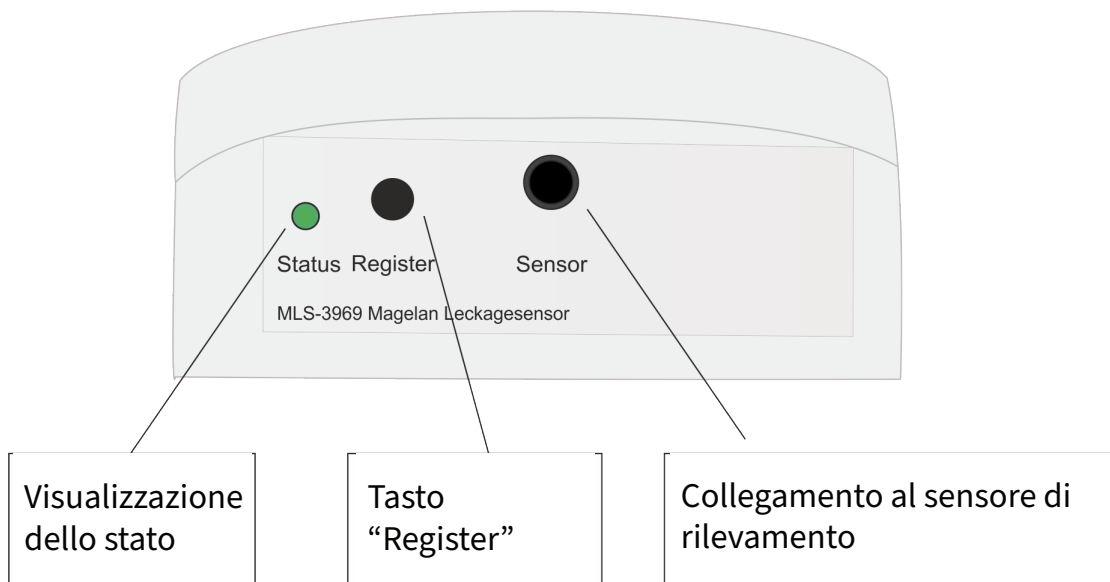 Status Register Sensor
MLS-3969 Magelan Leckagesensor
Visualizzazione
dello stato
Tasto
“Register”
Collegamento al sensore di
rilevamento